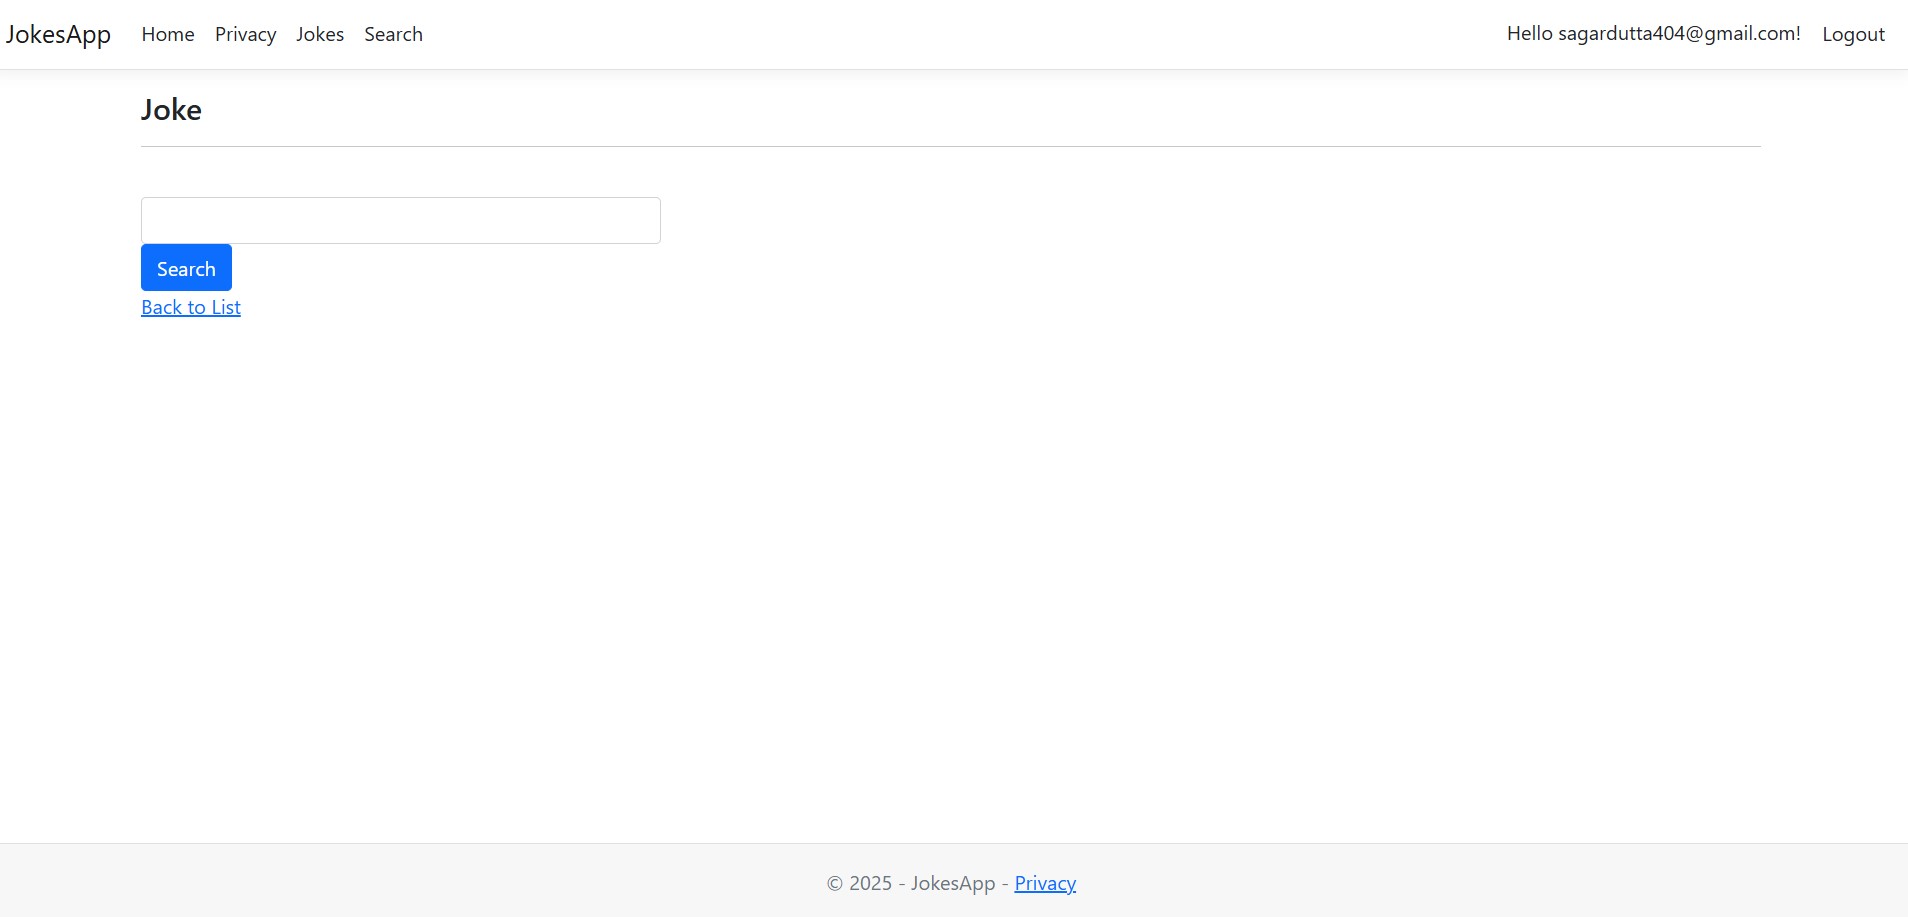 JokesApp Home Privacy Jokes Search Hello sagardutta404@gmail.com! Logout
Joke
Search
Back to List
© 2025 - JokesApp - Privacy